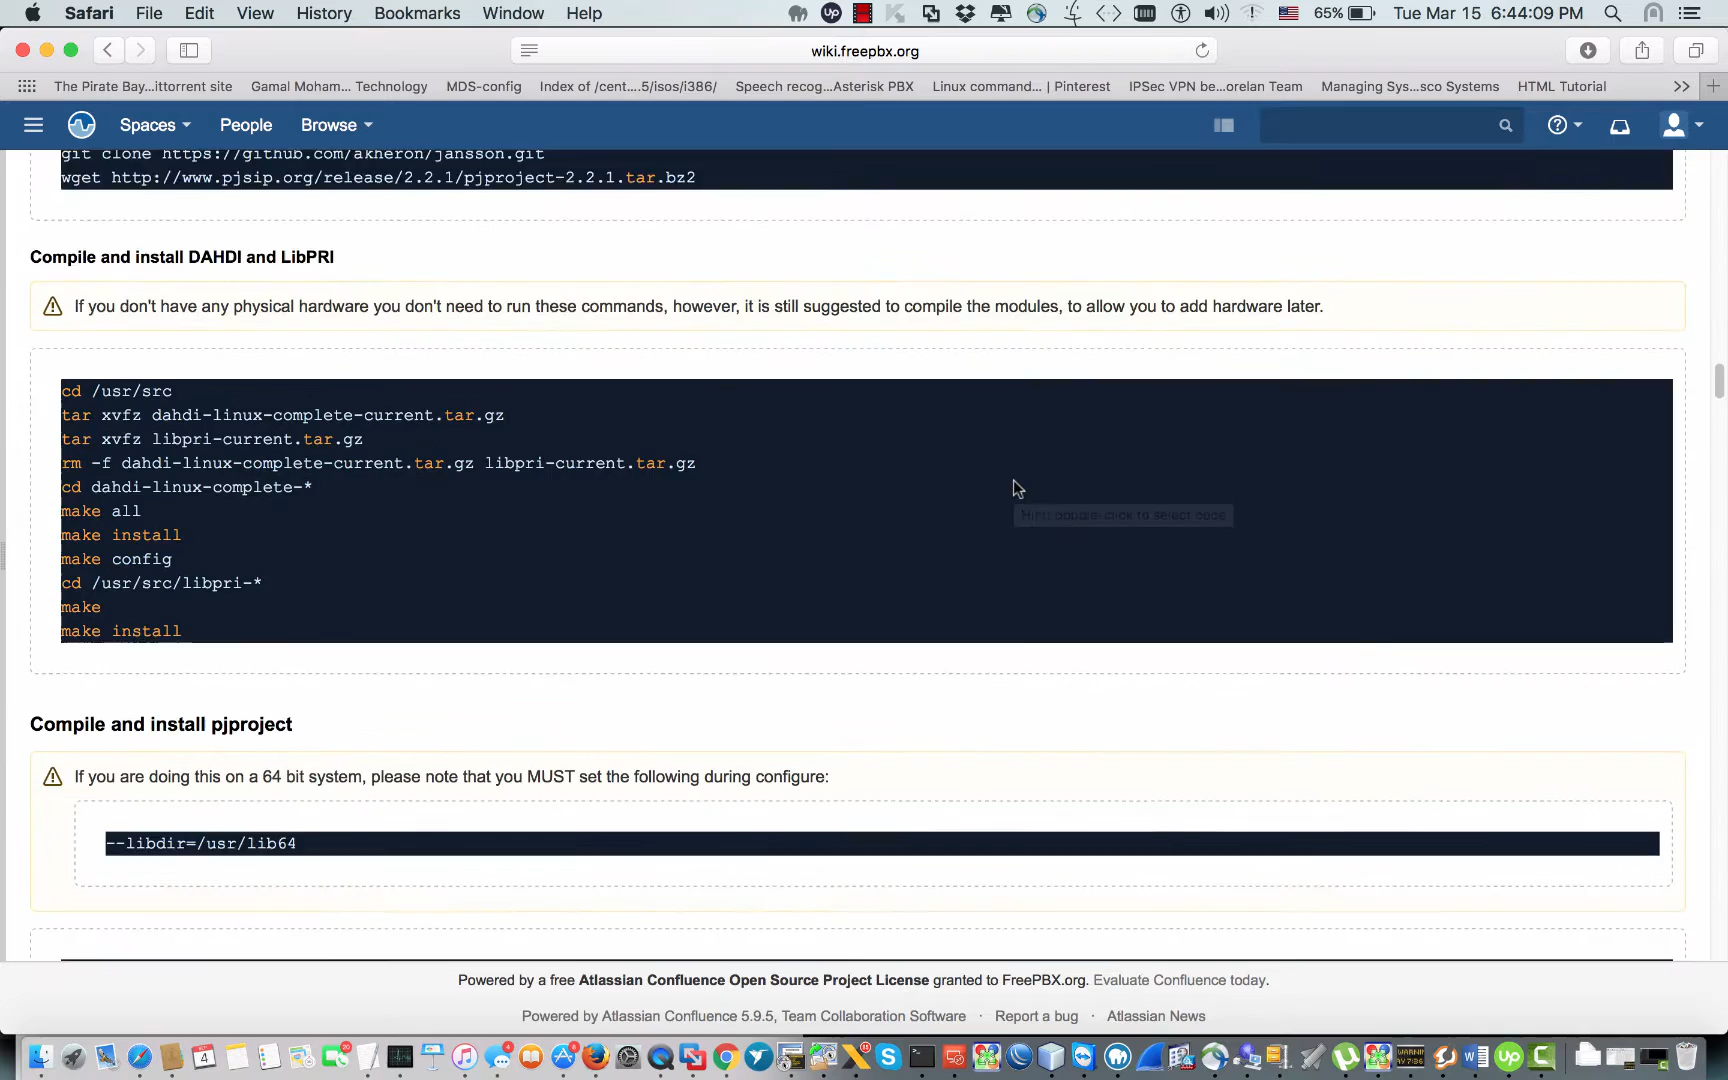 Safari File Edit View History Bookmarks Window Help 65% Tue Mar 15 6:44:09 PM
wiki.freepbx.org
The Pirate Bay...ittorrent site Gamal Moham... Technology MDS-config Index of /cent....5/isos/i386/ Speech recog...Asterisk PBX Linux command... | Pinterest IPSec VPN be...orelan Team Managing Sys...sco Systems HTML Tutorial
Spaces People Browse
git clone https://github.com/akheron/jansson.git
wget http://www.pjsip.org/release/2.2.1/pjproject-2.2.1.tar.bz2
Compile and install DAHDI and LibPRI
If you don't have any physical hardware you don't need to run these commands, however, it is still suggested to compile the modules, to allow you to add hardware later.
cd /usr/src
tar xvfz dahdi-linux-complete-current.tar.gz
tar xvfz libpri-current.tar.gz
rm -f dahdi-linux-complete-current.tar.gz libpri-current.tar.gz
cd dahdi-linux-complete-*
Hint: double-click to select code
make all
make install
make config
cd /usr/src/libpri-*
make
make install
Compile and install pjproject
If you are doing this on a 64 bit system, please note that you MUST set the following during configure:
--libdir=/usr/lib64
Powered by a free Atlassian Confluence Open Source Project License granted to FreePBX.org. Evaluate Confluence today.
Powered by Atlassian Confluence 5.9.5, Team Collaboration Software · Report a bug · Atlassian News